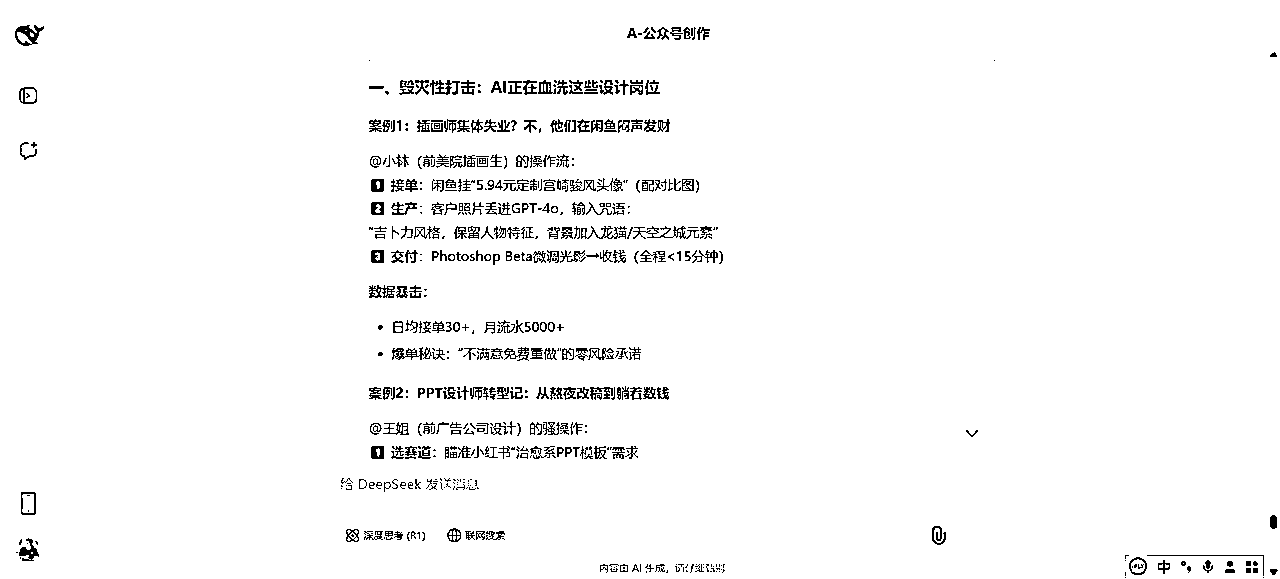 A-公众号创作
一、毁灭性打击：AI正在血洗这些设计岗位
案例1：插画师集体失业？不，他们在闲鱼闷声发财
@小林（前美院插画生）的操作流：
1 接单：闲鱼挂“5.94元定制宫崎骏风头像”（配对比图）
2 生产：客户照片丢进GPT-4o，输入咒语：
“吉卜力风格，保留人物特征，背景加入龙猫/天空之城元素”
3 交付：Photoshop Beta微调光影→收钱（全程<15分钟）
数据暴击：
• 日均接单30+，月流水5000+
• 爆单秘诀：“不满意免费重做”的零风险承诺
案例2：PPT设计师转型记：从熬夜改稿到躺着数钱
@王姐（前广告公司设计）的骚操作：
1 选赛道：瞄准小红书“治愈系PPT模板”需求
给 DeepSeek 发送消息
深度思考 (R1) 联网搜索
内容由 AI 生成，请仔细甄别
中